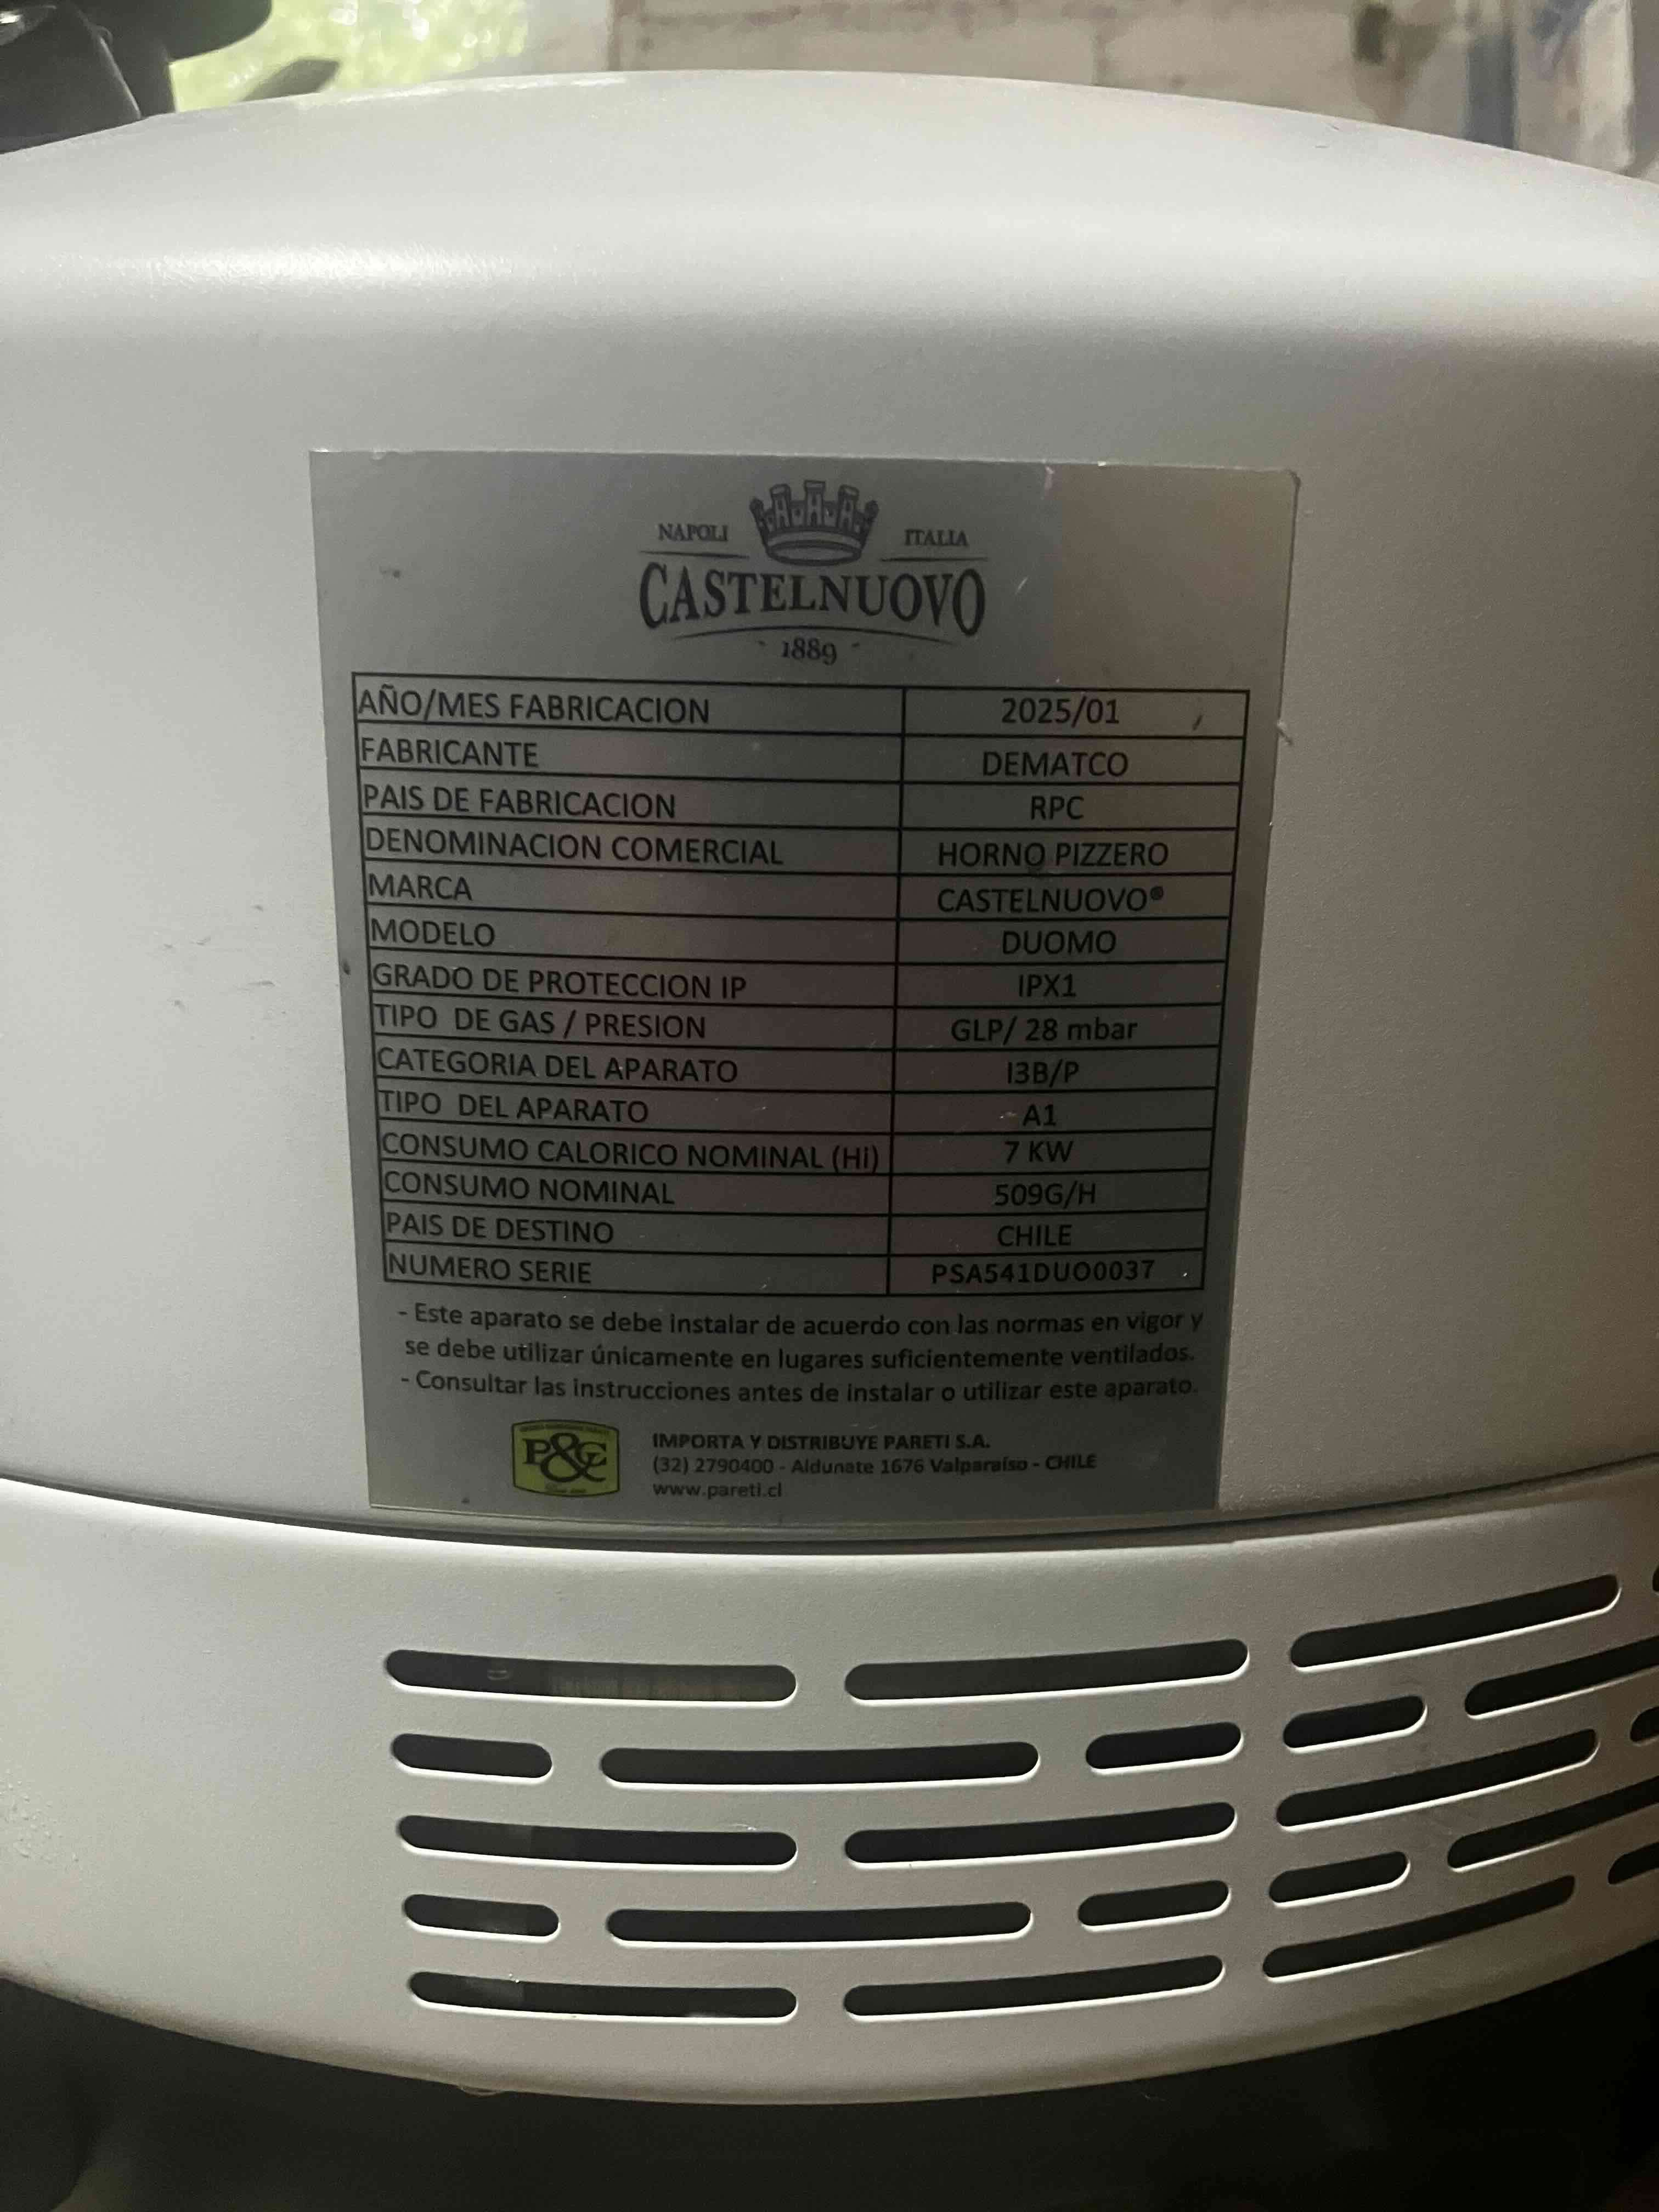 NAPOLI ITALIA
CASTELNUOVO
- 1889 -
AÑO/MES FABRICACION 2025/01
FABRICANTE DEMATCO
PAIS DE FABRICACION RPC
DENOMINACION COMERCIAL HORNO PIZZERO
MARCA CASTELNUOVO®
MODELO DUOMO
GRADO DE PROTECCION IP IPX1
TIPO DE GAS / PRESION GLP/ 28 mbar
CATEGORIA DEL APARATO I3B/P
TIPO DEL APARATO A1
CONSUMO CALORICO NOMINAL (Hi) 7 KW
CONSUMO NOMINAL 509G/H
PAIS DE DESTINO CHILE
NUMERO SERIE PSA541DUO0037
- Este aparato se debe instalar de acuerdo con las normas en vigor y
se debe utilizar únicamente en lugares suficientemente ventilados.
- Consultar las instrucciones antes de instalar o utilizar este aparato.
P&C
IMPORTA Y DISTRIBUYE PARETI S.A.
(32) 2790400 - Aldunate 1676 Valparaíso - CHILE
www.pareti.cl